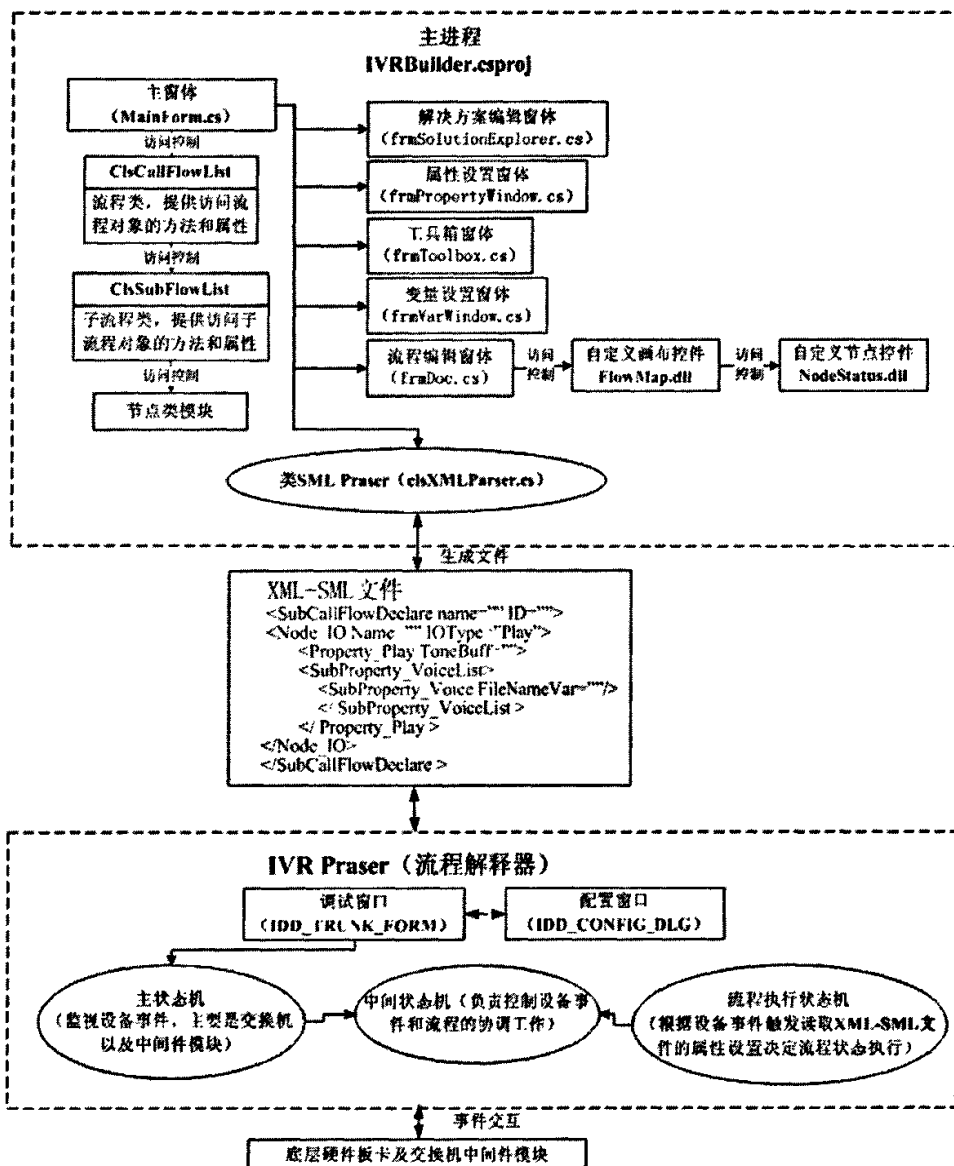 主进程
IVRBuilder.csproj
主窗体
（MainForm.cs）
访问控制
ClsCallFlowList
流程类，提供访问流
程对象的方法和属性
访问控制
ClsSubFlowList
子流程类，提供访问子
流程对象的方法和属性
访问控制
节点类模块
解决方案编辑窗体
（frmSolutionExplorer.cs）
属性设置窗体
（frmPropertyWindow.cs）
工具箱窗体
（frmToolbox.cs）
变量设置窗体
（frmVarWindow.cs）
流程编辑窗体
（frmDoc.cs）
访问
控制
自定义画布控件
FlowMap.dll
访问
控制
自定义节点控件
NodeStatus.dll
类SML Praser（clsXMLParser.cs）
生成文件
XML-SML 文件
<SubCallFlowDeclare name="" ID="">
<Node_IO Name="" IOType="Play">
<Property_Play ToneBuff="">
<SubProperty_VoiceList>
<SubProperty_Voice FileNameVar=""/>
</ SubProperty_VoiceList >
</ Property_Play >
</Node_IO>
</SubCallFlowDeclare >
IVR Praser（流程解释器）
调试窗口
（IDD_TRUNK_FORM）
配置窗口
（IDD_CONFIG_DLG）
主状态机
（监视设备事件，主要是交换机
以及中间件模块）
中间状态机（负责控制设备事
件和流程的协调工作）
流程执行状态机
（根据设备事件触发读取XML-SML文
件的属性设置决定流程状态执行）
事件交互
底层硬件板卡及交换机中间件模块